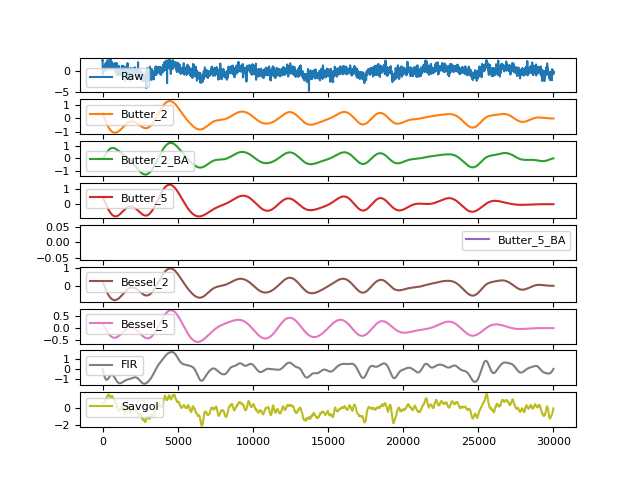 0
−5
Raw
1
0
−1
Butter_2
1
0
−1
Butter_2_BA
1
0
Butter_5
0.05
0.00
−0.05
Butter_5_BA
1
0
Bessel_2
0.5
0.0
−0.5
Bessel_5
1
0
−1
FIR
0
−2
Savgol
0 5000 10000 15000 20000 25000 30000